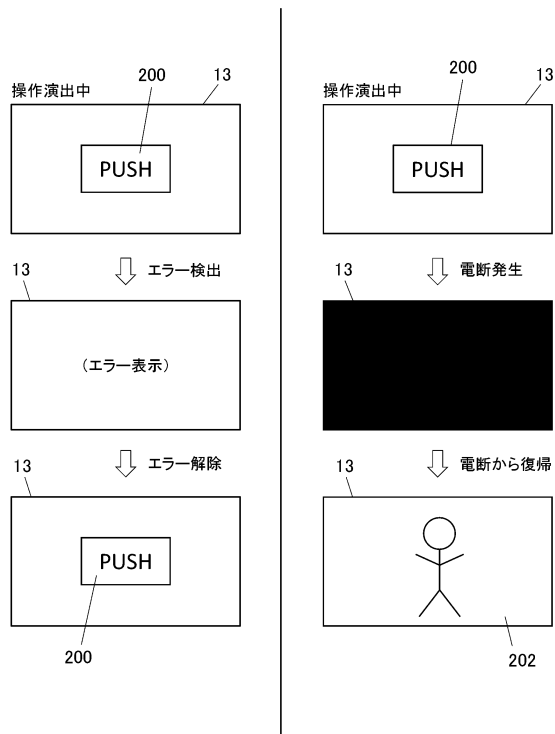 200
13
操作演出中
PUSH
13
エラー検出
(エラー表示)
13
エラー解除
PUSH
200
200
13
操作演出中
PUSH
13
電断発生
13
電断から復帰
202